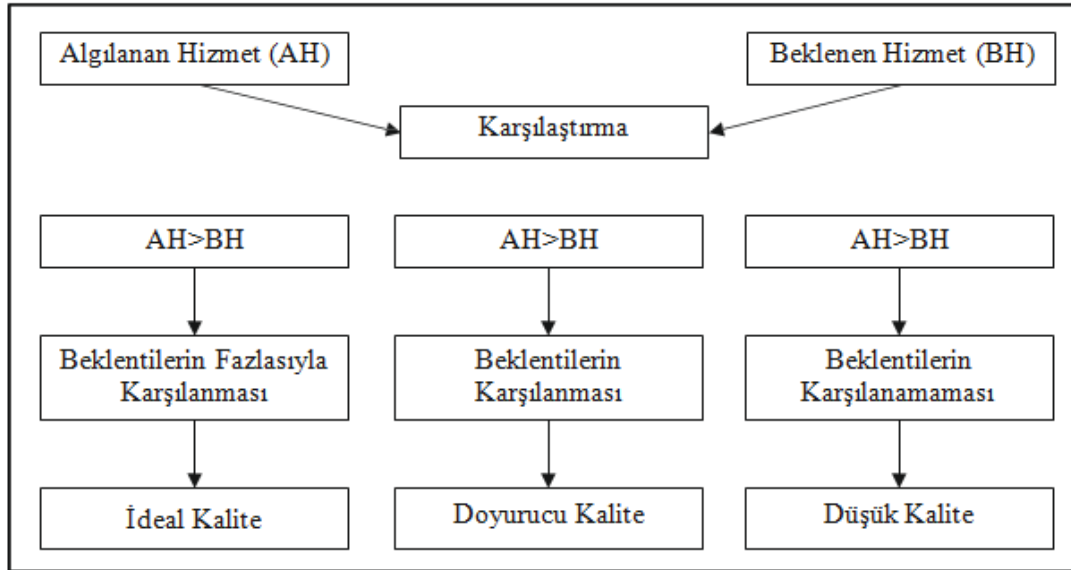 Algılanan Hizmet (AH)
Beklenen Hizmet (BH)
Karşılaştırma
AH>BH
AH>BH
AH>BH
Beklentilerin Fazlasıyla
Karşılanması
Beklentilerin
Karşılanması
Beklentilerin
Karşılanamaması
İdeal Kalite
Doyurucu Kalite
Düşük Kalite